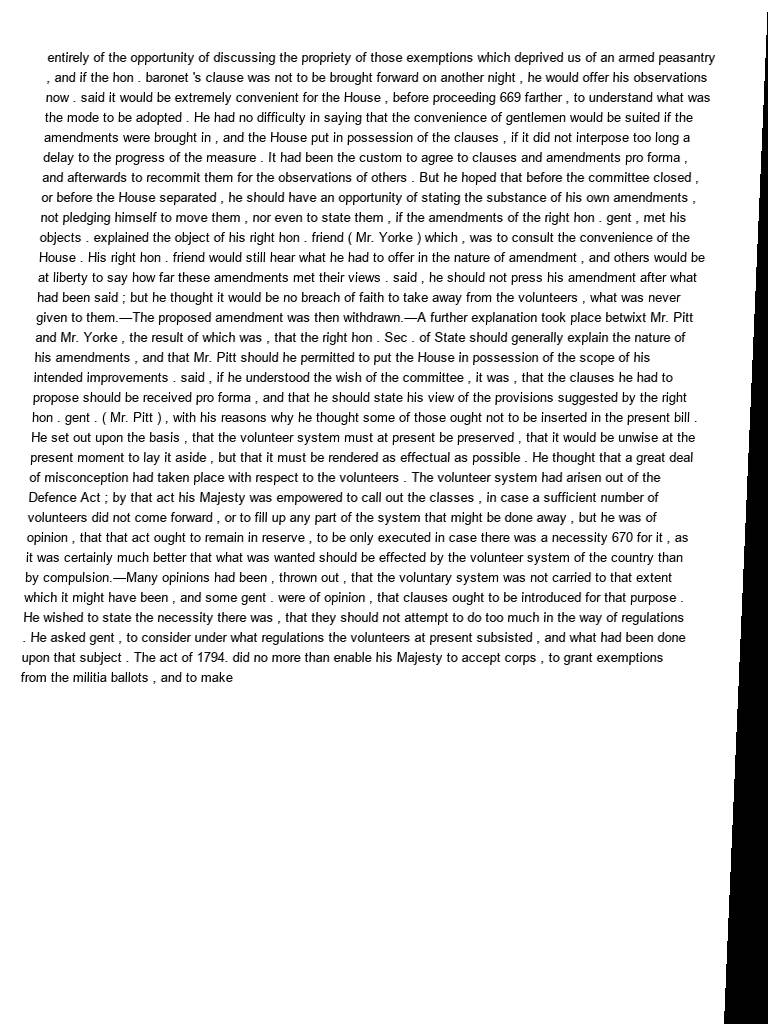 entirely of the opportunity of discussing the propriety of those exemptions which deprived us of an armed peasantry
, and if the hon . baronet 's clause was not to be brought forward on another night , he would offer his observations
now . said it would be extremely convenient for the House , before proceeding 669 farther , to understand what was
the mode to be adopted . He had no difficulty in saying that the convenience of gentlemen would be suited if the
amendments were brought in , and the House put in possession of the clauses , if it did not interpose too long a
delay to the progress of the measure . It had been the custom to agree to clauses and amendments pro forma ,
and afterwards to recommit them for the observations of others . But he hoped that before the committee closed ,
or before the House separated , he should have an opportunity of stating the substance of his own amendments ,
not pledging himself to move them , nor even to state them , if the amendments of the right hon . gent , met his
objects . explained the object of his right hon . friend ( Mr. Yorke ) which , was to consult the convenience of the
House . His right hon . friend would still hear what he had to offer in the nature of amendment , and others would be
at liberty to say how far these amendments met their views . said , he should not press his amendment after what
had been said ; but he thought it would be no breach of faith to take away from the volunteers , what was never
given to them.—The proposed amendment was then withdrawn.—A further explanation took place betwixt Mr. Pitt
and Mr. Yorke , the result of which was , that the right hon . Sec . of State should generally explain the nature of
his amendments , and that Mr. Pitt should he permitted to put the House in possession of the scope of his
intended improvements . said , if he understood the wish of the committee , it was , that the clauses he had to
propose should be received pro forma , and that he should state his view of the provisions suggested by the right
hon . gent . ( Mr. Pitt ) , with his reasons why he thought some of those ought not to be inserted in the present bill .
He set out upon the basis , that the volunteer system must at present be preserved , that it would be unwise at the
present moment to lay it aside , but that it must be rendered as effectual as possible . He thought that a great deal
of misconception had taken place with respect to the volunteers . The volunteer system had arisen out of the
Defence Act ; by that act his Majesty was empowered to call out the classes , in case a sufficient number of
volunteers did not come forward , or to fill up any part of the system that might be done away , but he was of
opinion , that that act ought to remain in reserve , to be only executed in case there was a necessity 670 for it , as
it was certainly much better that what was wanted should be effected by the volunteer system of the country than
by compulsion.—Many opinions had been , thrown out , that the voluntary system was not carried to that extent
which it might have been , and some gent . were of opinion , that clauses ought to be introduced for that purpose .
He wished to state the necessity there was , that they should not attempt to do too much in the way of regulations
. He asked gent , to consider under what regulations the volunteers at present subsisted , and what had been done
upon that subject . The act of 1794. did no more than enable his Majesty to accept corps , to grant exemptions
from the militia ballots , and to make